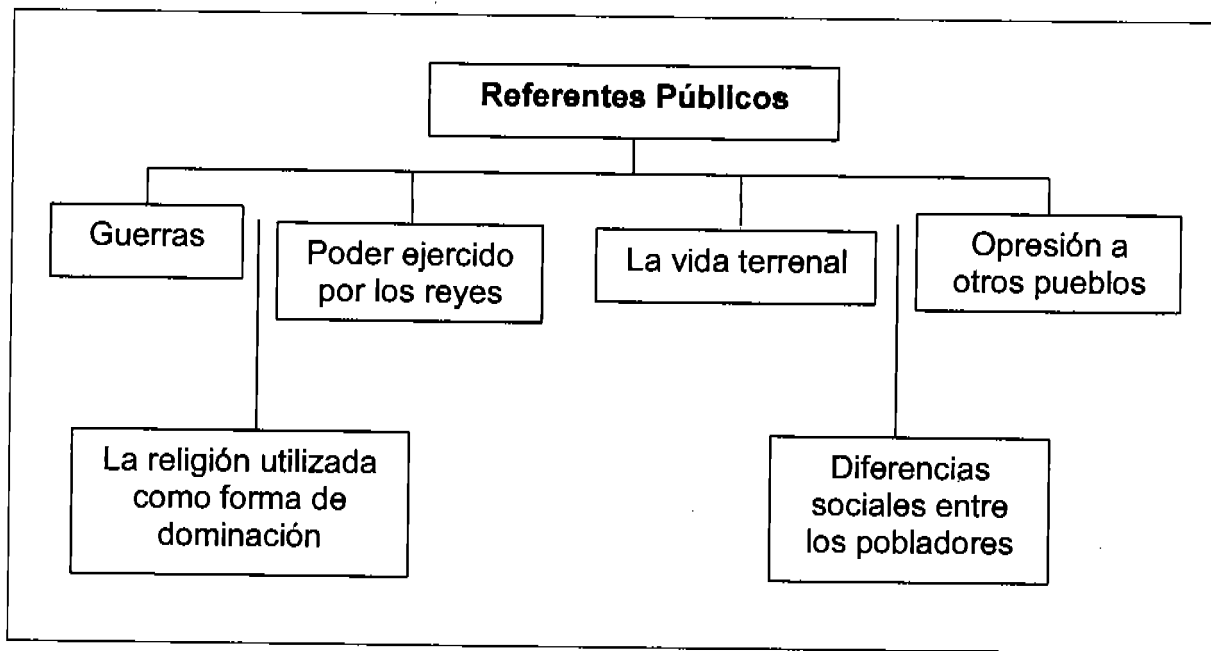 Referentes Públicos
Guerras
Poder ejercido
por los reyes
La vida terrenal
Opresión a
otros pueblos
La religión utilizada
como forma de
dominación
Diferencias
sociales entre
los pobladores